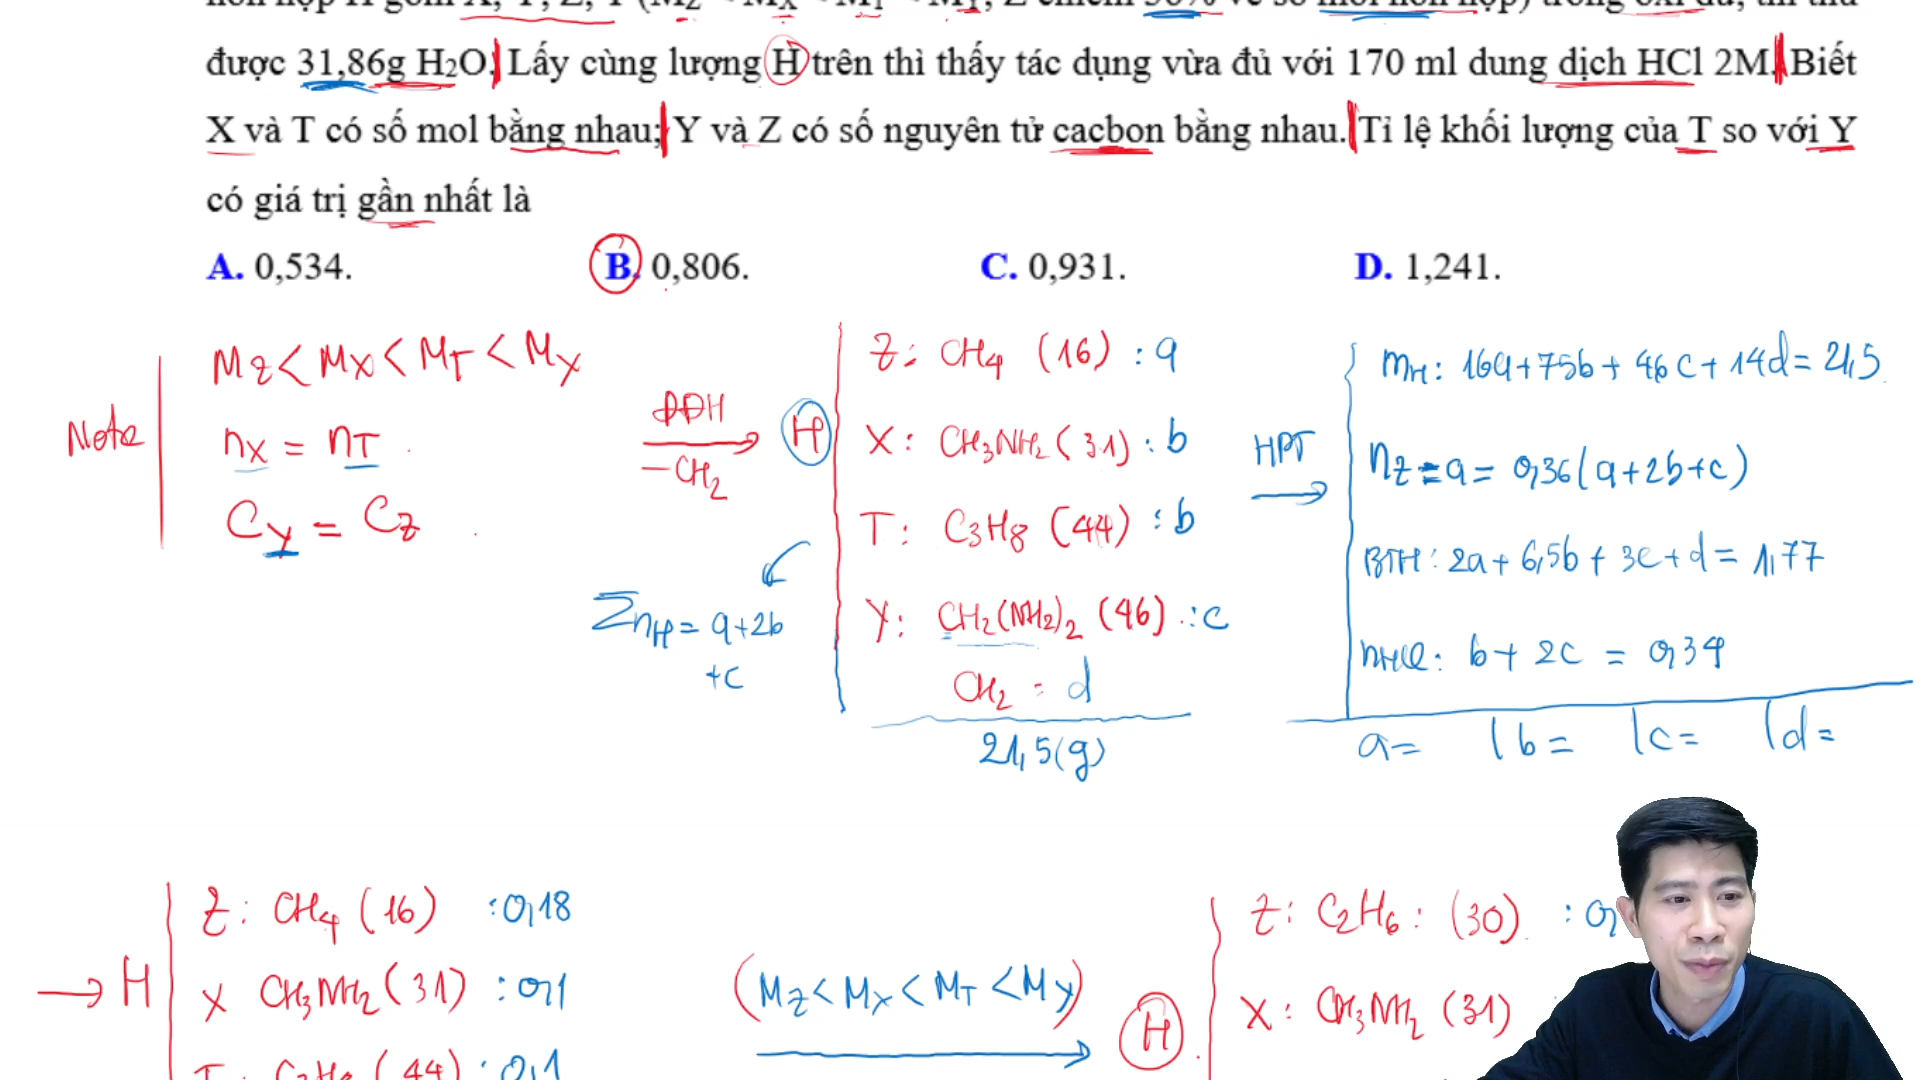 được 31,86g H2O. Lấy cùng lượng H trên thì thấy tác dụng vừa đủ với 170 ml dung dịch HCl 2M. Biết
X và T có số mol bằng nhau; Y và Z có số nguyên tử cacbon bằng nhau. Tỉ lệ khối lượng của T so với Y
có giá trị gần nhất là
A. 0,534. B. 0,806. C. 0,931. D. 1,241.
Note
MZ < MX < MT < MY
nX = nT
CY = CZ
ĐĐH
-CH2
H
Z: CH4 (16) : a
X: CH3NH2 (31) : b
T: C3H8 (44) : b
Y: CH2(NH2)2 (46) : c
CH2 : d
21,5(g)
ΣnH = a+2b
+c
HPT
mH: 16a+75b+46c+14d=21,5
nZ = a = 0,36(a+2b+c)
BTH: 2a+6,5b+3c+d=1,77
nHCl: b+2c = 0,34
a= | b= | c= | d=
→ H
Z: CH4 (16) : 0,18
X CH3NH2 (31) : 0,1
T: C3H8 (44) : 0,1
(MZ < MX < MT < MY)
H
Z: C2H6: (30) : 0,
X: CH3NH2 (31)